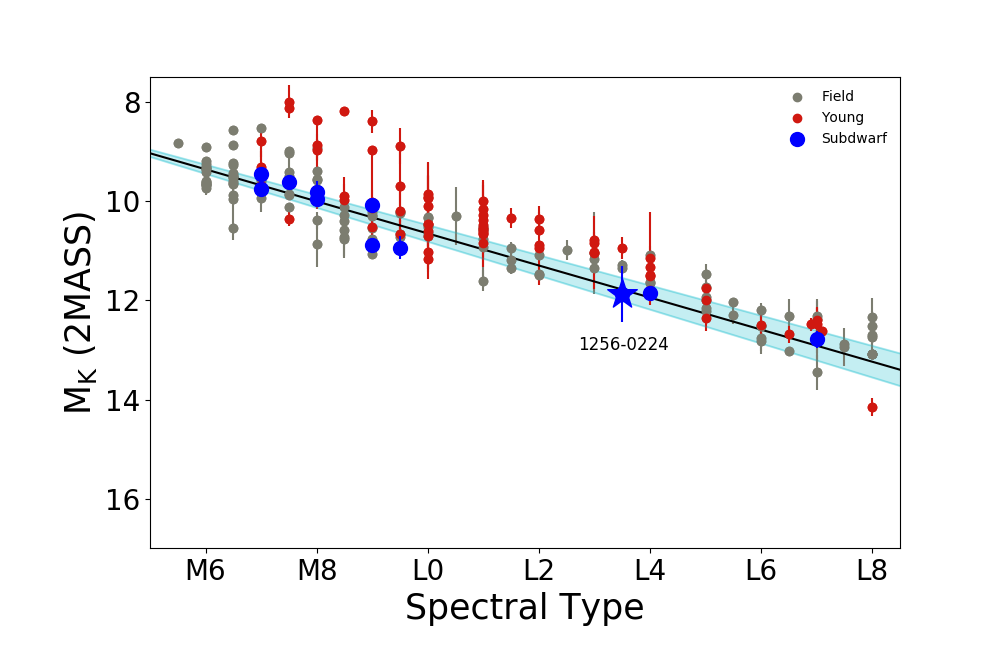 8
10
12
14
16
M_K (2MASS)
Field
Young
Subdwarf
1256-0224
M6 M8 L0 L2 L4 L6 L8
Spectral Type